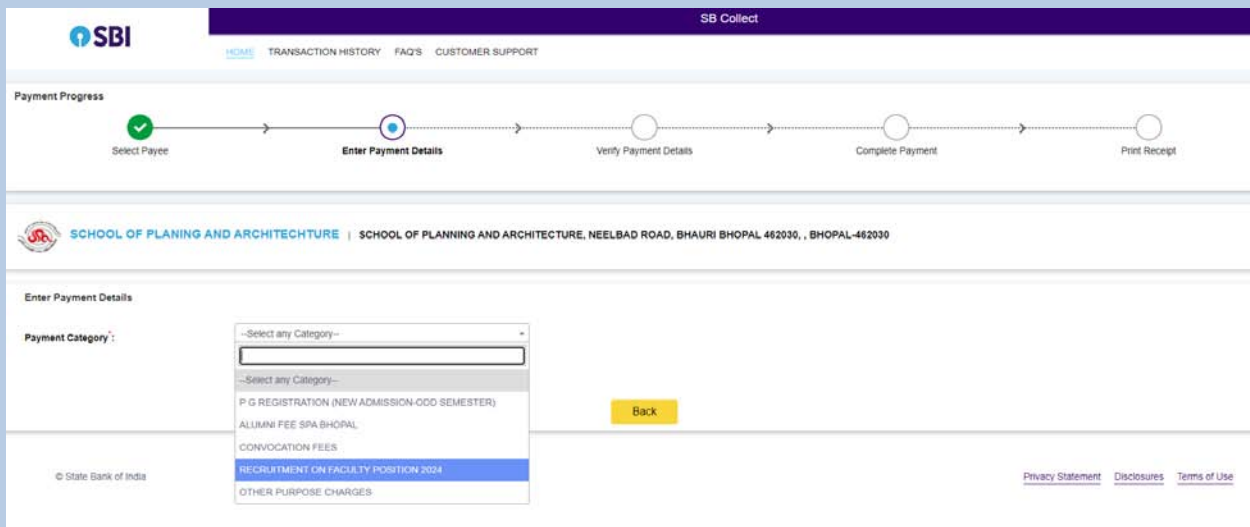 SBI
SB Collect
HOME TRANSACTION HISTORY FAQ'S CUSTOMER SUPPORT
Payment Progress
Select Payee Enter Payment Details Verify Payment Details Complete Payment Print Receipt
SCHOOL OF PLANING AND ARCHITECHTURE | SCHOOL OF PLANNING AND ARCHITECTURE, NEELBAD ROAD, BHAURI BHOPAL 462030, , BHOPAL-462030
Enter Payment Details
Payment Category*: --Select any Category--
--Select any Category--
P G REGISTRATION (NEW ADMISSION-ODD SEMESTER)
ALUMNI FEE SPA BHOPAL
Back
CONVOCATION FEES
RECRUITMENT ON FACULTY POSITION 2024
OTHER PURPOSE CHARGES
© State Bank of India Privacy Statement Disclosures Terms of Use